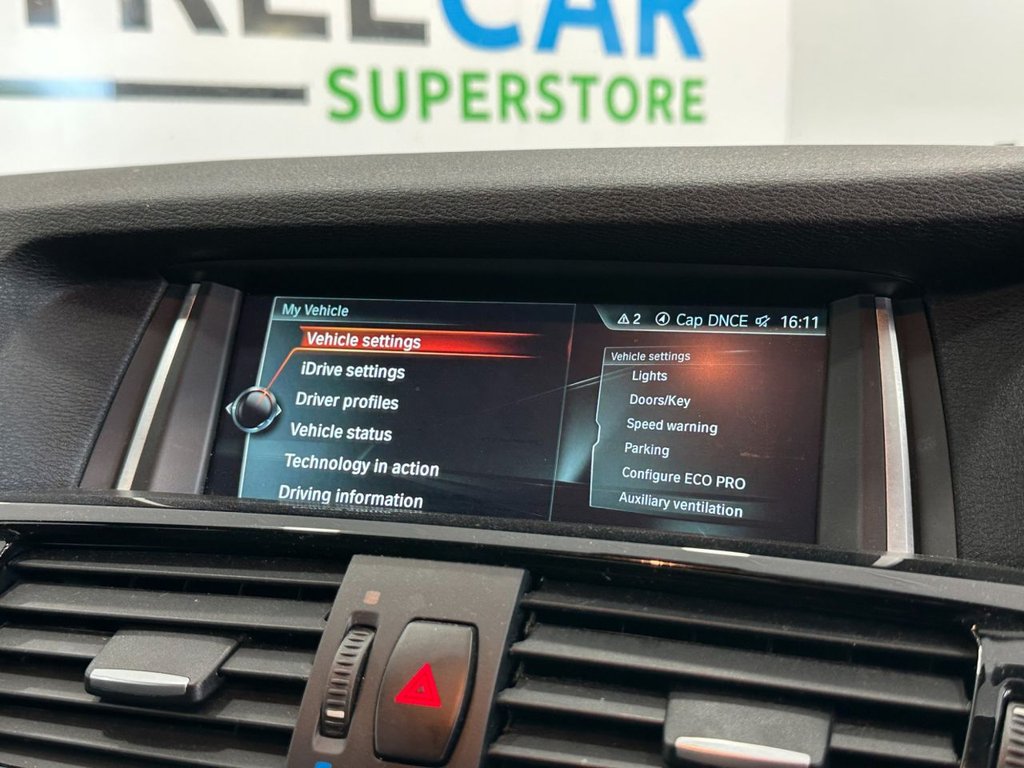 CAR
SUPERSTORE
My Vehicle
Vehicle settings
iDrive settings
Driver profiles
Vehicle status
Technology in action
Driving information
2 Cap DNCE 16:11
Vehicle settings
Lights
Doors/Key
Speed warning
Parking
Configure ECO PRO
Auxiliary ventilation